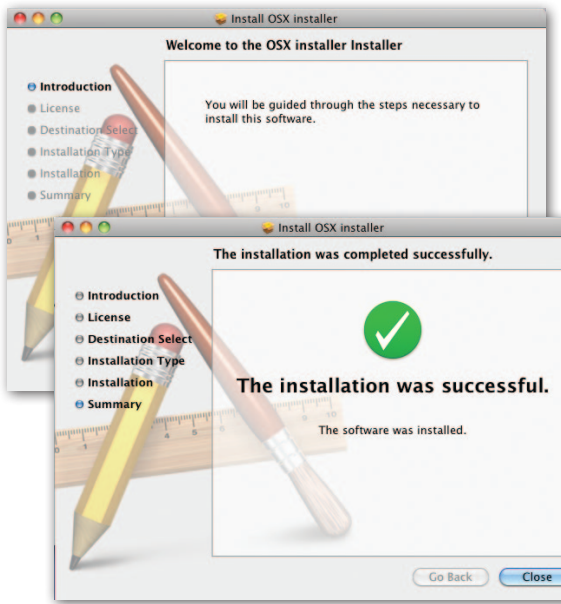 Install OSX installer
Welcome to the OSX installer Installer
Introduction
License
Destination Select
Installation Type
Installation
Summary
You will be guided through the steps necessary to
install this software.
Install OSX installer
The installation was completed successfully.
Introduction
License
Destination Select
Installation Type
Installation
Summary
The installation was successful.
The software was installed.
Go Back
Close